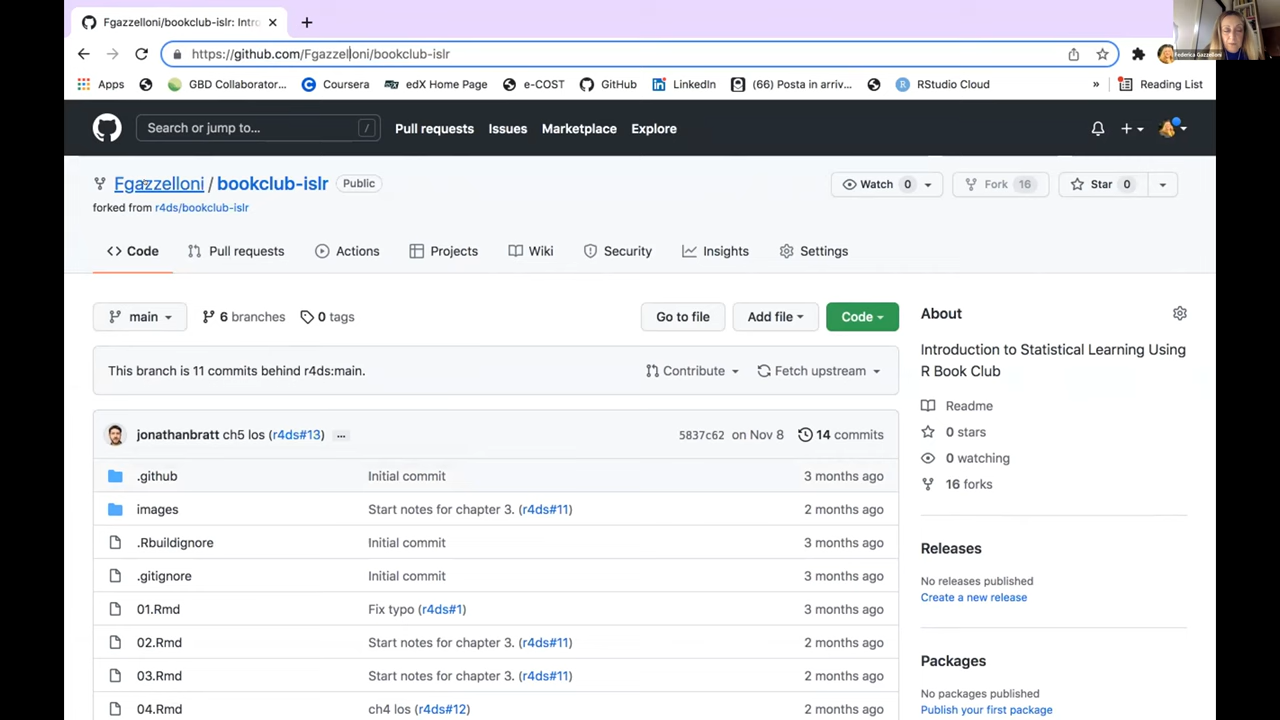 Fgazzelloni/bookclub-islr: Intro
https://github.com/Fgazzelloni/bookclub-islr
Federica Gazzelloni
Apps
GBD Collaborator...
Coursera
edX Home Page
e-COST
GitHub
LinkedIn
(66) Posta in arriv...
RStudio Cloud
»
Reading List
Search or jump to... /
Pull requests
Issues
Marketplace
Explore
Fgazzelloni / bookclub-islr Public
Watch 0
Fork 16
Star 0
forked from r4ds/bookclub-islr
Code
Pull requests
Actions
Projects
Wiki
Security
Insights
Settings
main
6 branches
0 tags
Go to file
Add file
Code
This branch is 11 commits behind r4ds:main.
Contribute
Fetch upstream
jonathanbratt ch5 los (r4ds#13) ...
5837c62 on Nov 8
14 commits
.github Initial commit 3 months ago
images Start notes for chapter 3. (r4ds#11) 2 months ago
.Rbuildignore Initial commit 3 months ago
.gitignore Initial commit 3 months ago
01.Rmd Fix typo (r4ds#1) 3 months ago
02.Rmd Start notes for chapter 3. (r4ds#11) 2 months ago
03.Rmd Start notes for chapter 3. (r4ds#11) 2 months ago
04.Rmd ch4 los (r4ds#12) 2 months ago
About
Introduction to Statistical Learning Using
R Book Club
Readme
0 stars
0 watching
16 forks
Releases
No releases published
Create a new release
Packages
No packages published
Publish your first package